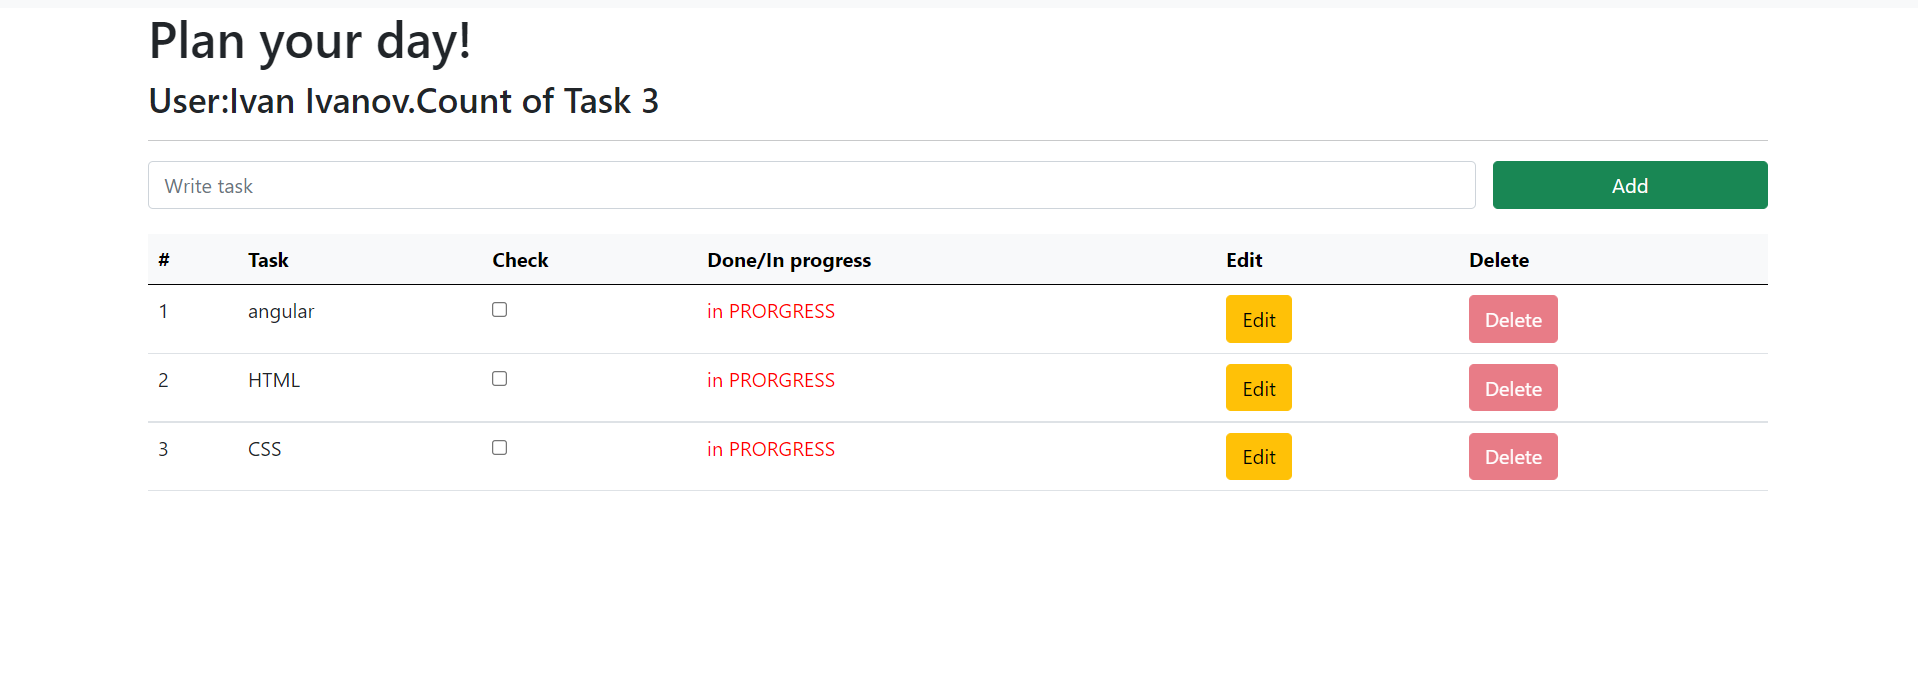 Plan your day!
User:Ivan Ivanov.Count of Task 3
Write task
Add
# Task Check Done/In progress Edit Delete
1 angular in PRORGRESS Edit Delete
2 HTML in PRORGRESS Edit Delete
3 CSS in PRORGRESS Edit Delete